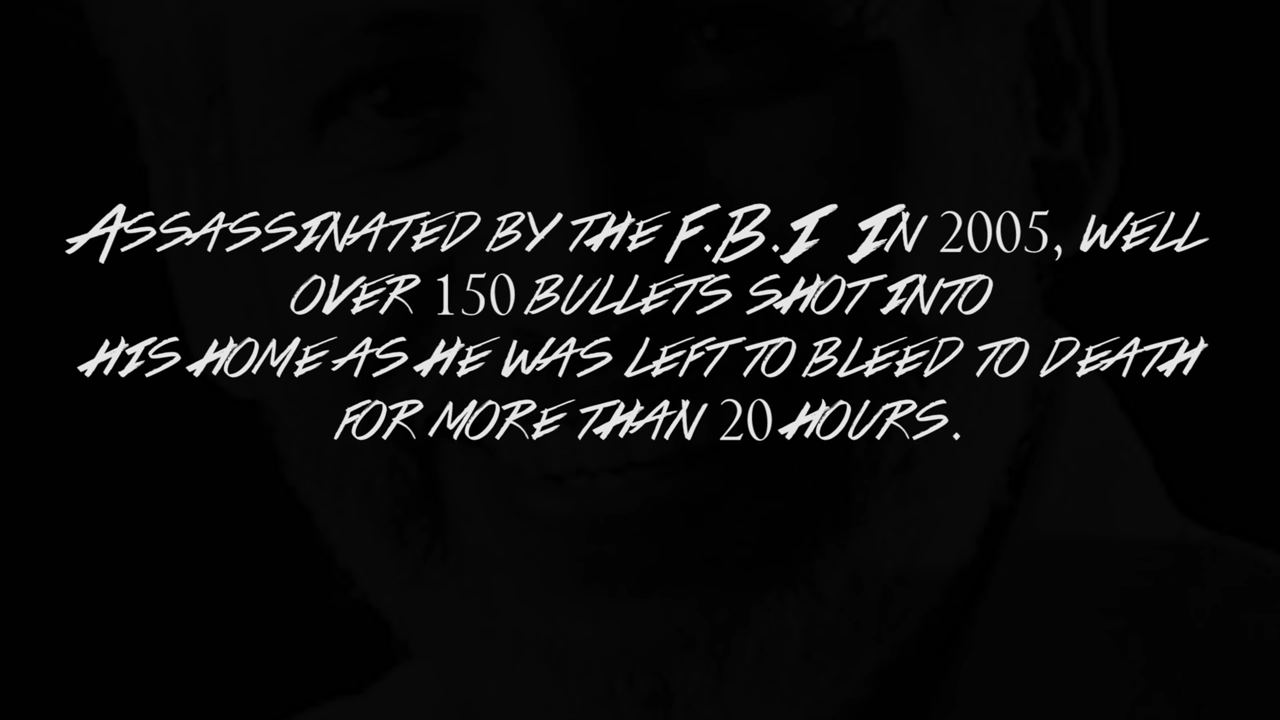 Assassinated by the F.B.I In 2005, well
over 150 bullets shot into
his home as he was left to bleed to death
for more than 20 hours.